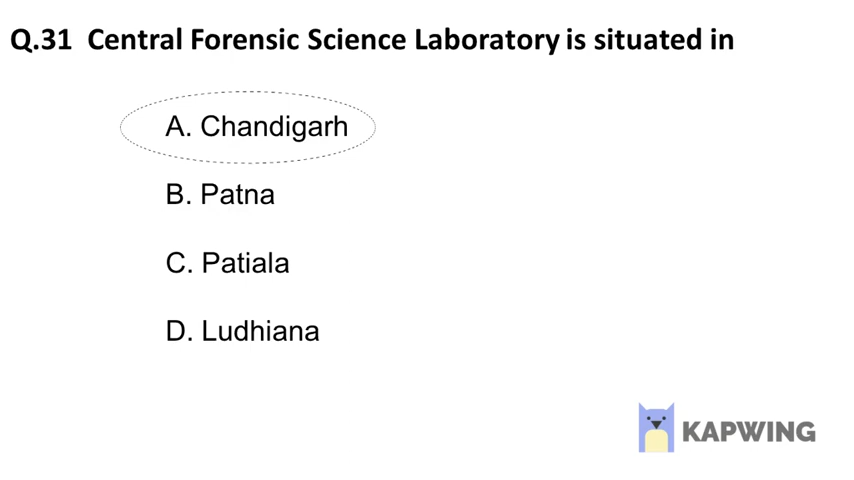 Q.31 Central Forensic Science Laboratory is situated in
A. Chandigarh
B. Patna
C. Patiala
D. Ludhiana
KAPWING